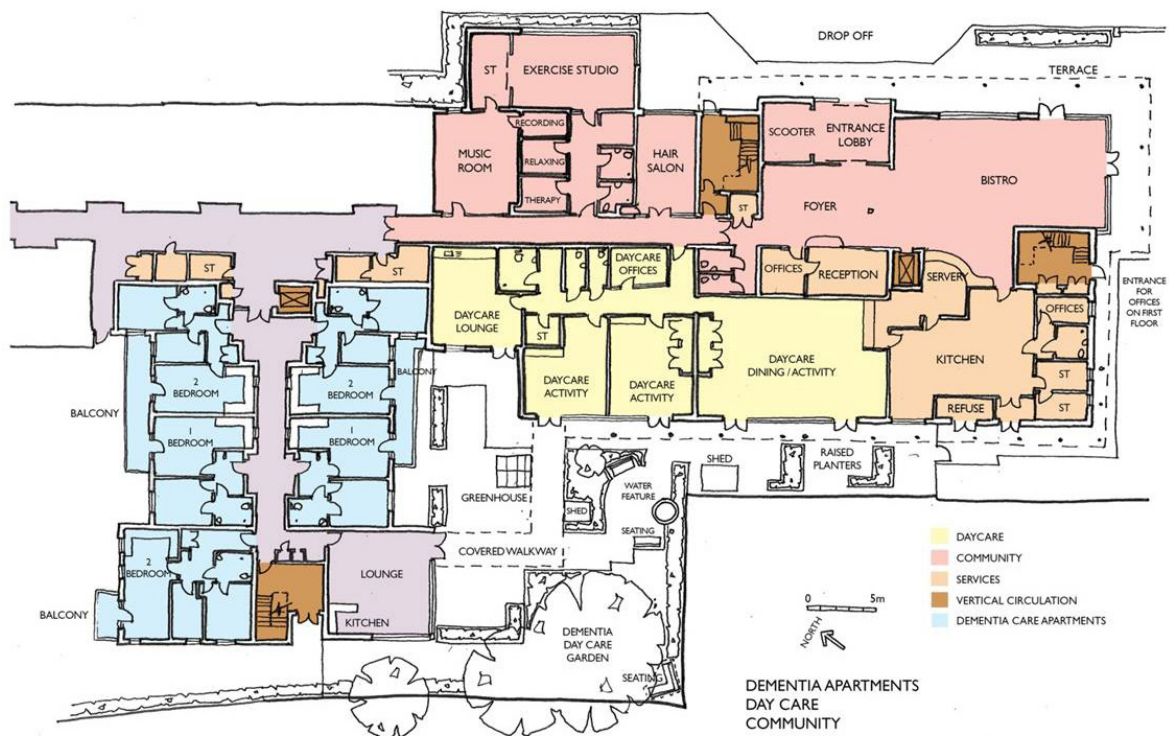 DROP OFF
TERRACE
ST
EXERCISE STUDIO
RECORDING
MUSIC
ROOM
RELAXING
THERAPY
HAIR
SALON
SCOOTER
ENTRANCE
LOBBY
BISTRO
FOYER
ST
ST
ST
DAYCARE
OFFICES
OFFICES
RECEPTION
SERVERY
ENTRANCE
FOR
OFFICES
ON FIRST
FLOOR
OFFICES
DAYCARE
LOUNGE
ST
KITCHEN
DAYCARE
ACTIVITY
DAYCARE
ACTIVITY
DAYCARE
DINING / ACTIVITY
ST
ST
REFUSE
BALCONY
2
BEDROOM
2
BEDROOM
BALCONY
1
BEDROOM
1
BEDROOM
SHED
RAISED
PLANTERS
GREENHOUSE
WATER
FEATURE
SHED
SEATING
COVERED WALKWAY
2
BEDROOM
BALCONY
LOUNGE
KITCHEN
DEMENTIA
DAY CARE
GARDEN
SEATING
DAYCARE
COMMUNITY
SERVICES
VERTICAL CIRCULATION
DEMENTIA CARE APARTMENTS
0 5m
NORTH
DEMENTIA APARTMENTS
DAY CARE
COMMUNITY